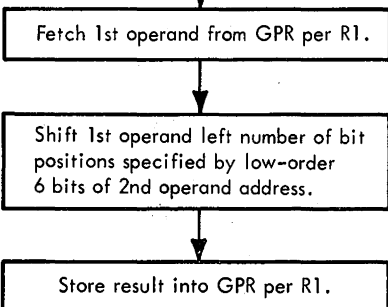 Fetch 1st operand from GPR per R1.
Shift 1st operand left number of bit
positions specified by low-order
6 bits of 2nd operand address.
Store result into GPR per R1.